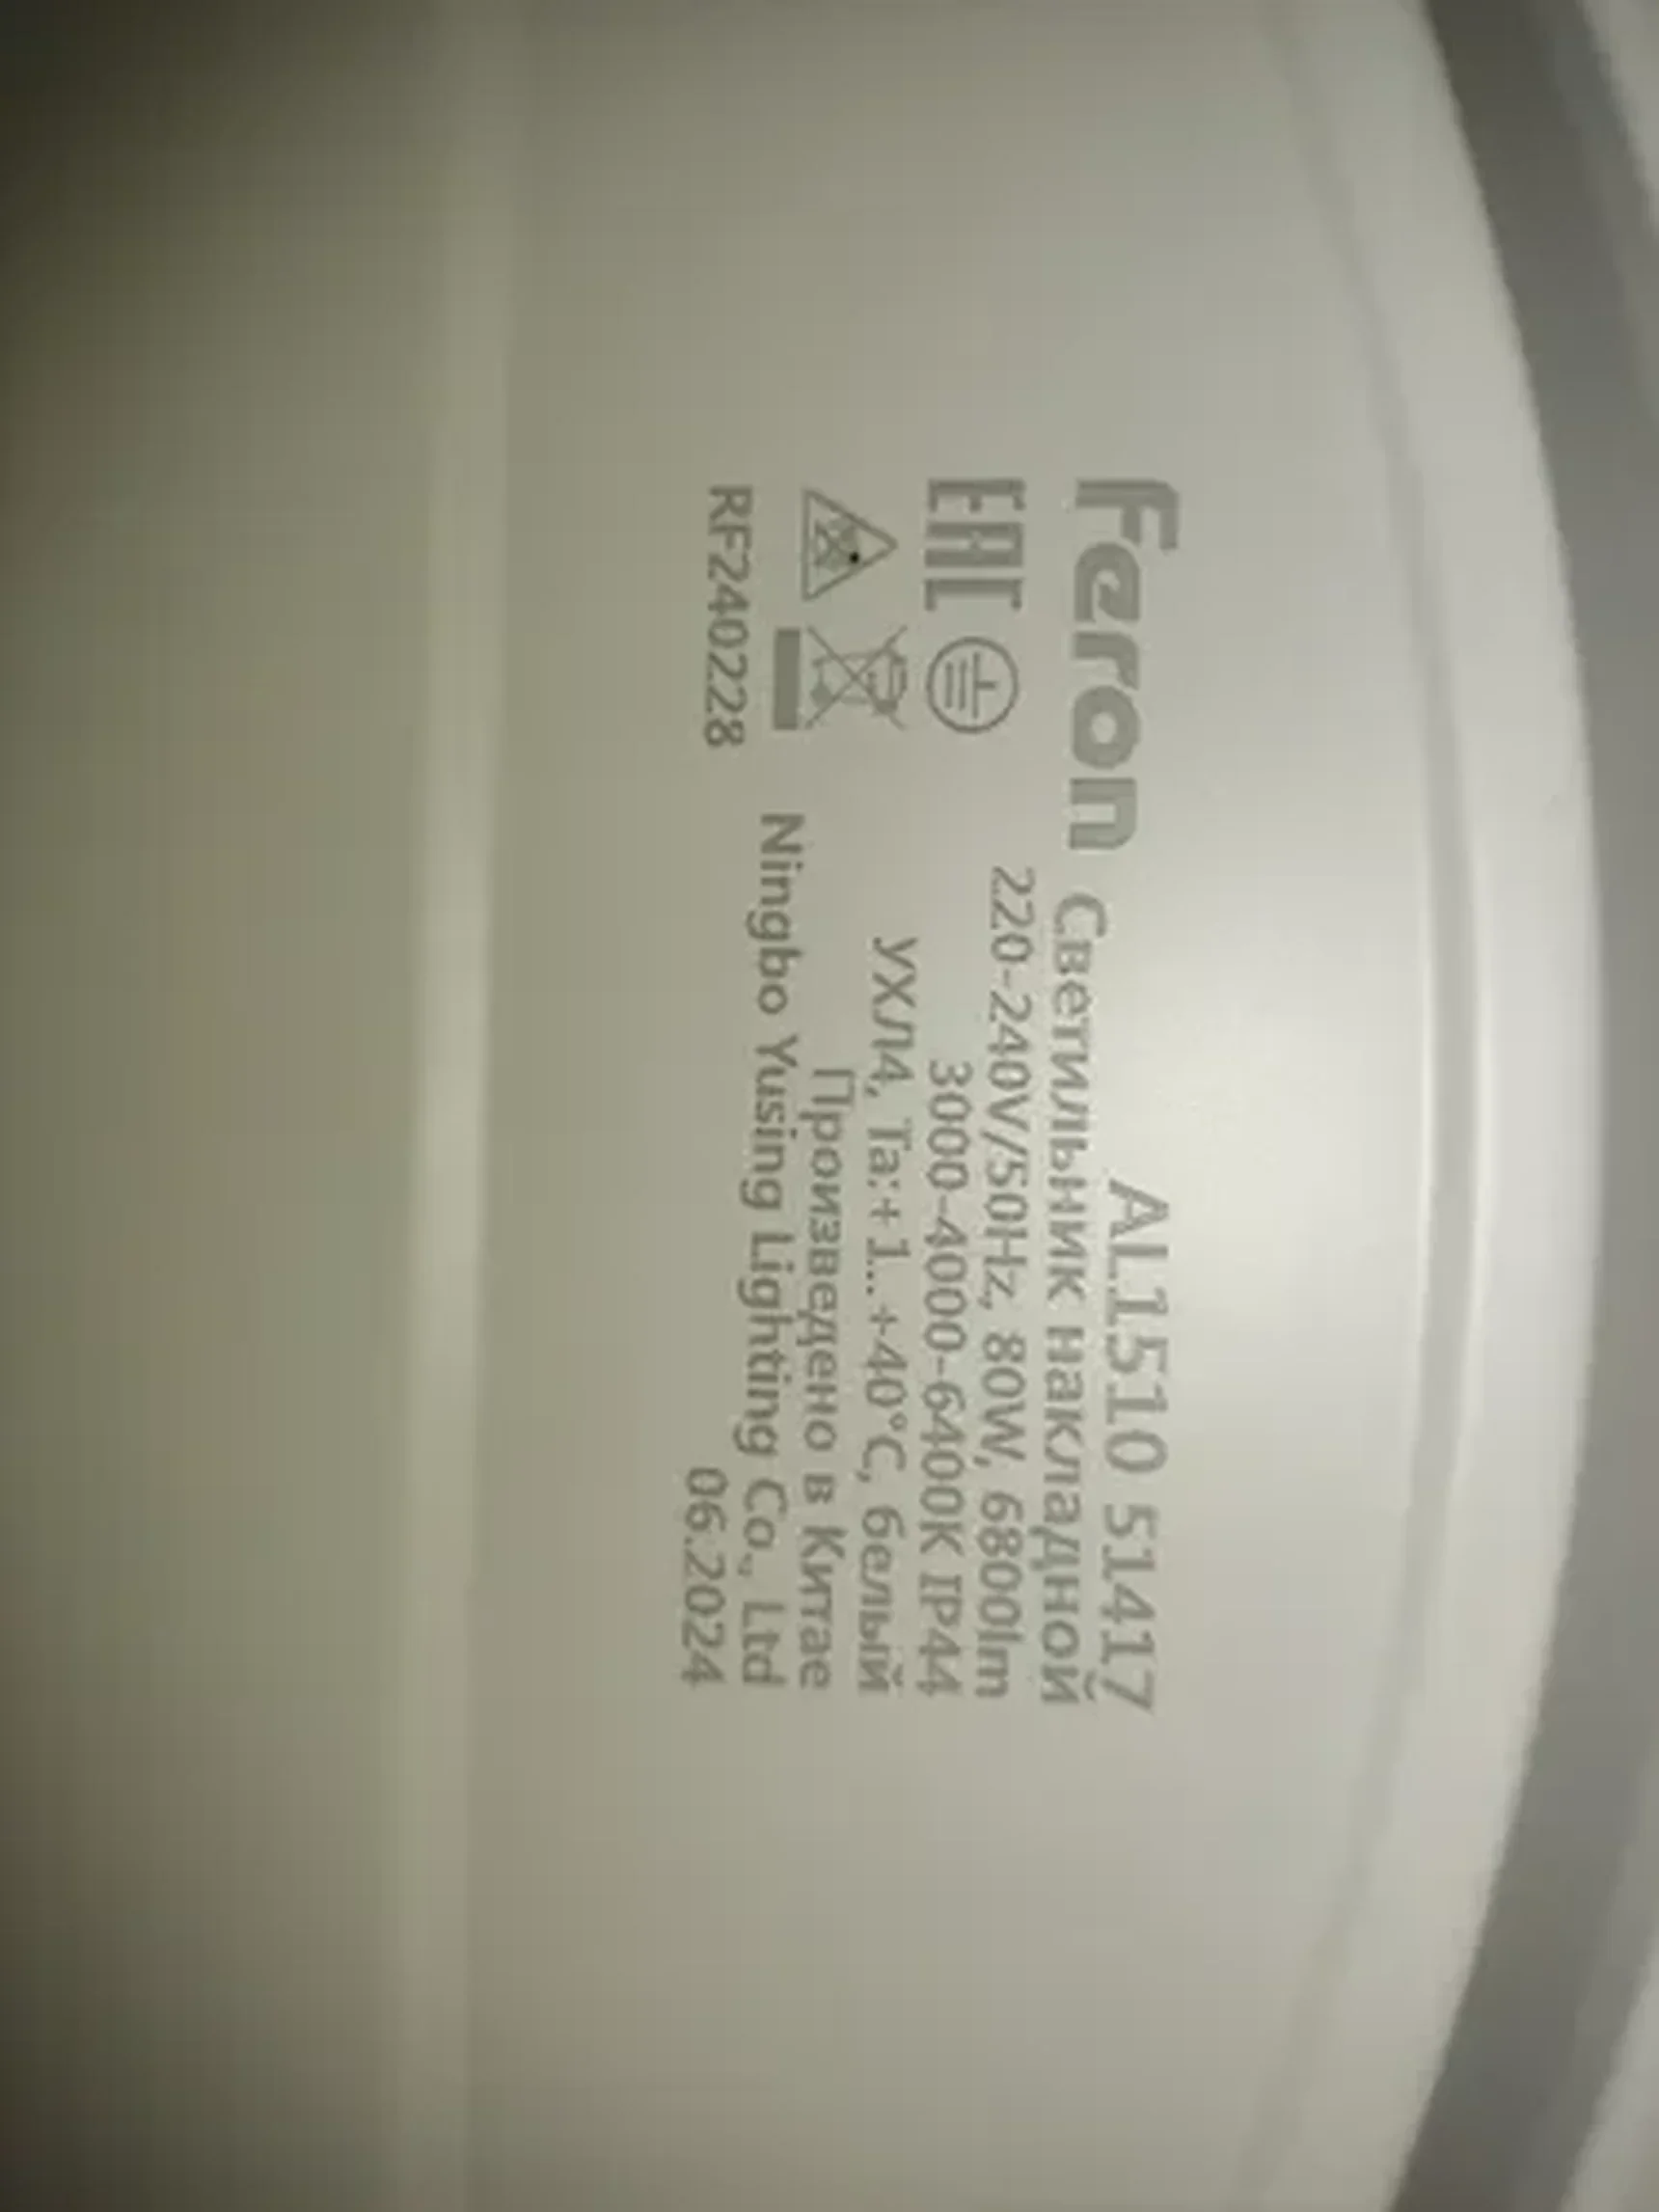 Feron
AL1510 51417
Светильник накладной
220-240V/50Hz, 80W, 6800lm
3000-4000-6400K IP44
УХЛ4, Ta:+1...+40°C, белый
Произведено в Китае
Ningbo Yusing Lighting Co., Ltd
06.2024
EAC
RF240228